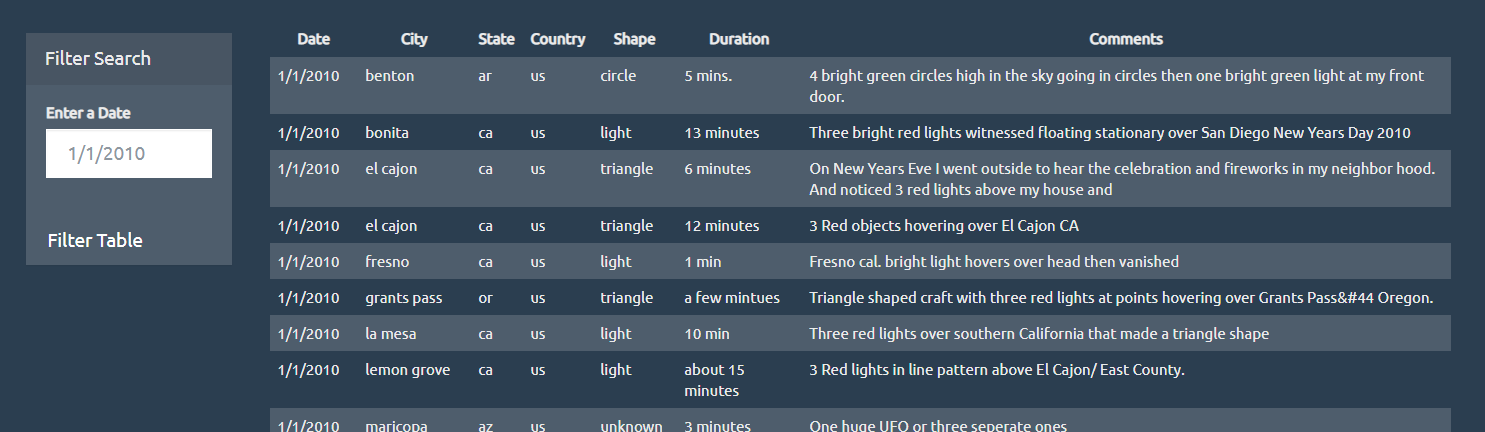 Filter Search
Enter a Date
1/1/2010
Filter Table
Date City State Country Shape Duration Comments
1/1/2010 benton ar us circle 5 mins. 4 bright green circles high in the sky going in circles then one bright green light at my front
door.
1/1/2010 bonita ca us light 13 minutes Three bright red lights witnessed floating stationary over San Diego New Years Day 2010
1/1/2010 el cajon ca us triangle 6 minutes On New Years Eve I went outside to hear the celebration and fireworks in my neighbor hood.
And noticed 3 red lights above my house and
1/1/2010 el cajon ca us triangle 12 minutes 3 Red objects hovering over El Cajon CA
1/1/2010 fresno ca us light 1 min Fresno cal. bright light hovers over head then vanished
1/1/2010 grants pass or us triangle a few mintues Triangle shaped craft with three red lights at points hovering over Grants Pass&#44 Oregon.
1/1/2010 la mesa ca us light 10 min Three red lights over southern California that made a triangle shape
1/1/2010 lemon grove ca us light about 15 3 Red lights in line pattern above El Cajon/ East County.
minutes
1/1/2010 maricopa az us unknown 3 minutes One huge UFO or three seperate ones